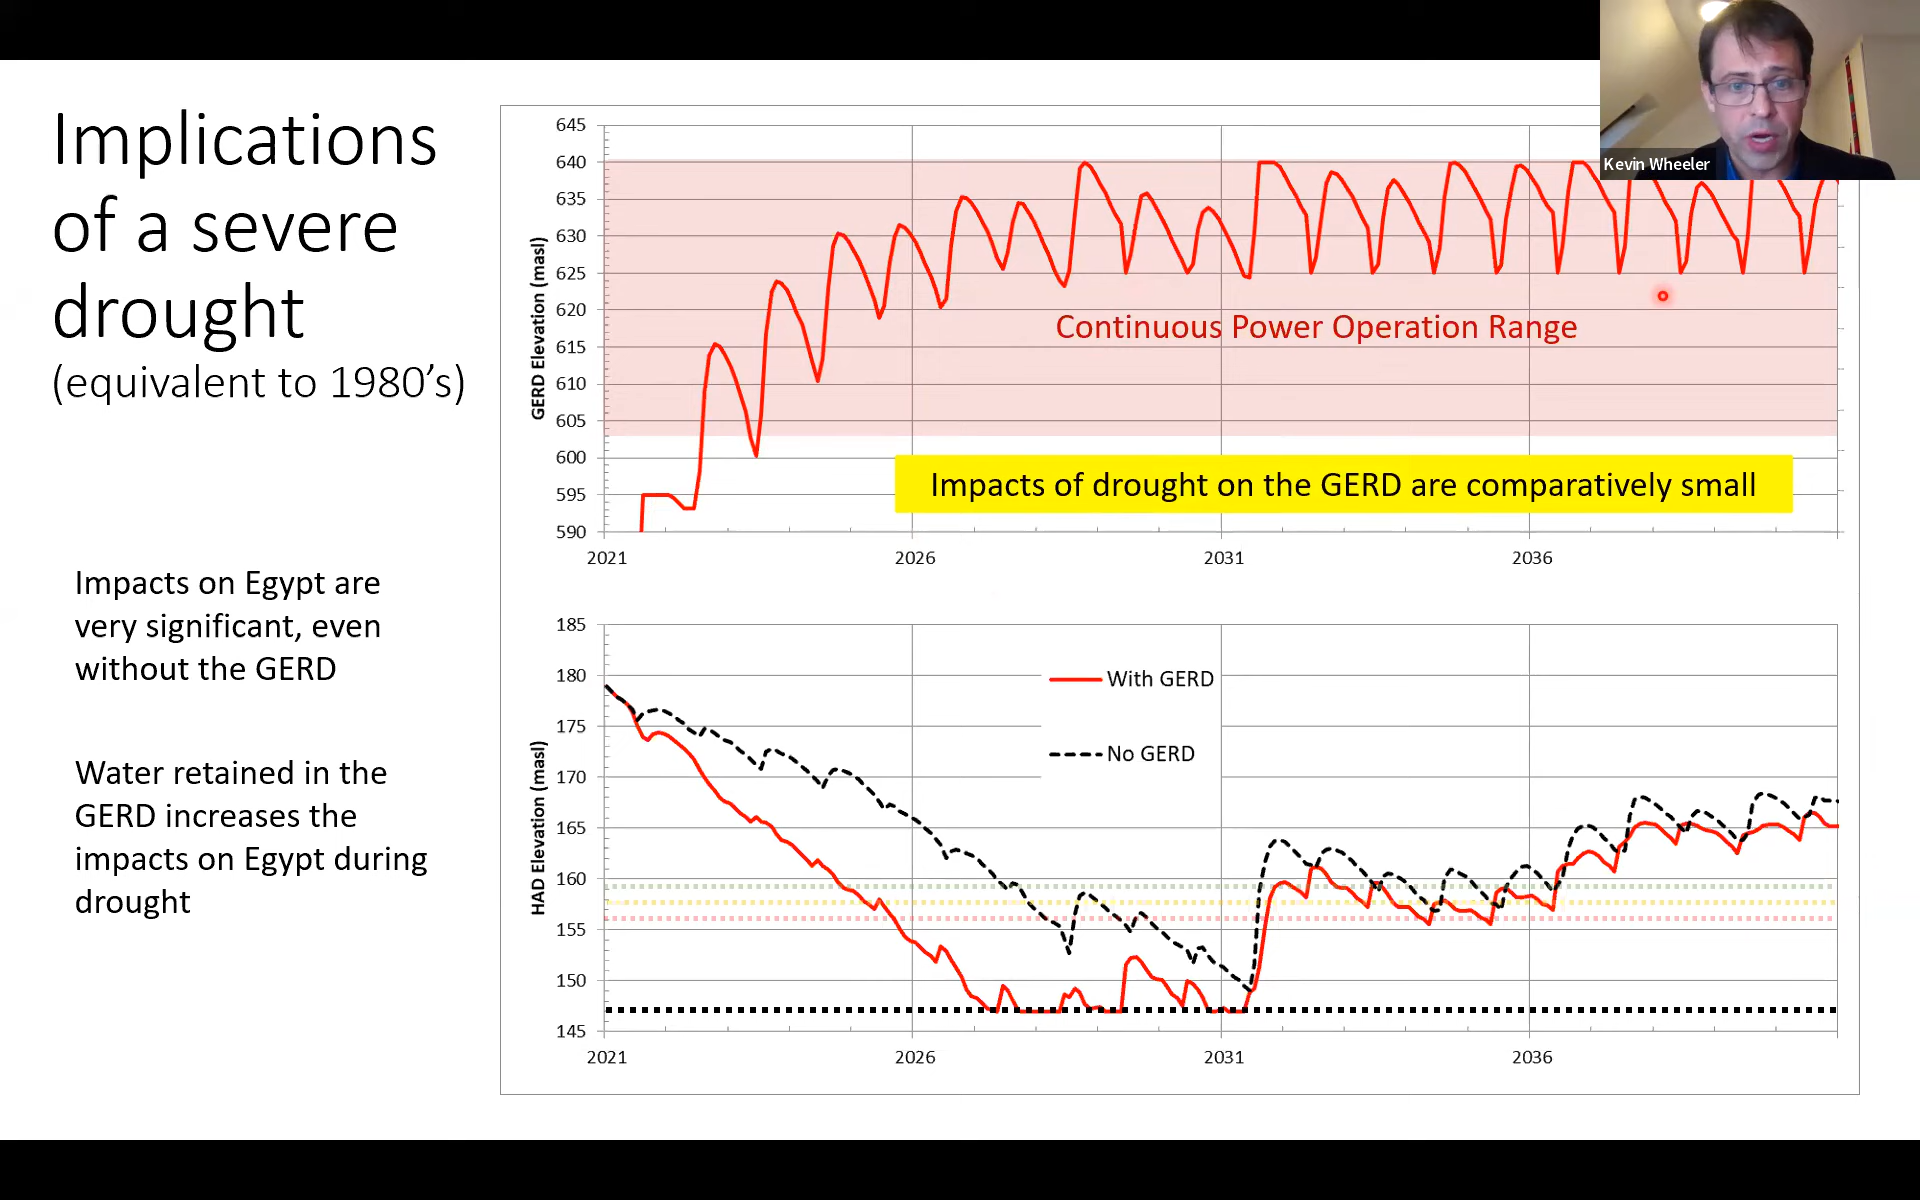 Implications
of a severe
drought
(equivalent to 1980's)
Impacts on Egypt are
very significant, even
without the GERD
Water retained in the
GERD increases the
impacts on Egypt during
drought
Kevin Wheeler
GERD Elevation (masl)
645
640
635
630
625
620
615
610
605
600
595
590
Continuous Power Operation Range
Impacts of drought on the GERD are comparatively small
2021 2026 2031 2036
HAD Elevation (masl)
185
180
175
170
165
160
155
150
145
With GERD
No GERD
2021 2026 2031 2036